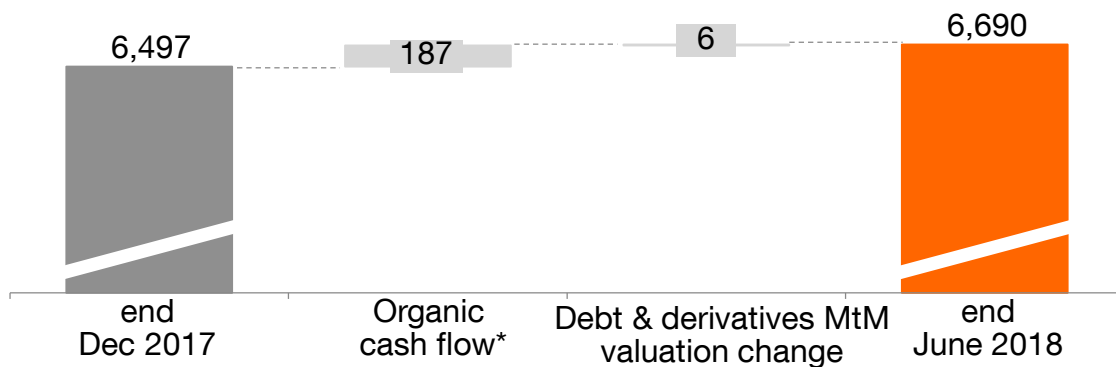 6,497
187
6
6,690
end
Dec 2017
Organic
cash flow*
Debt & derivatives MtM
valuation change
end
June 2018